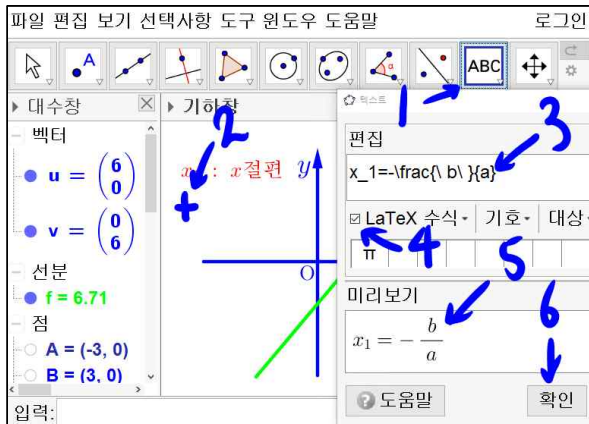 파일 편집 보기 선택사항 도구 윈도우 도움말 로그인
A α ABC
1
텍스트
대수창
기하창
2
3
편집
벡터
: x절편 y
x_1=-\frac{\ b\ }{a}
u = (6 0)
LaTeX 수식 기호 대상
4
v = (0 6)
π
5
선분
O
미리보기
6
f = 6.71
점
x₁ = - b/a
A = (-3, 0)
B = (3, 0)
도움말 확인
입력: